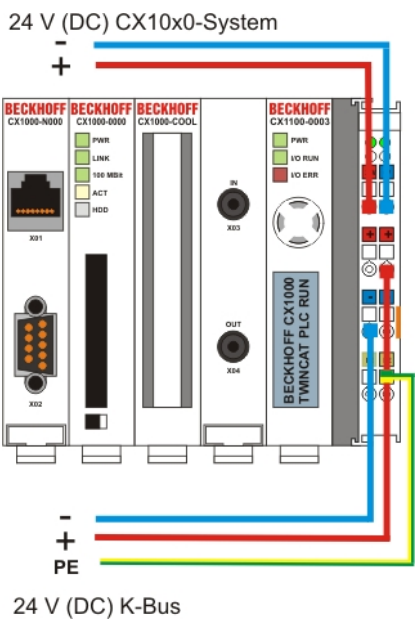 24 V (DC) CX10x0-System
-
+
BECKHOFF BECKHOFF BECKHOFF BECKHOFF
CX1000-N000 CX1000-0000 CX1000-COOL CX1100-0003
PWR
LINK
100 MBit
ACT
HDD
PWR
I/O RUN
I/O ERR
X01
IN
X03
+ +
BECKHOFF CX1000
TWINCAT PLC RUN
- -
OUT
X04
X02
-
+
PE
24 V (DC) K-Bus